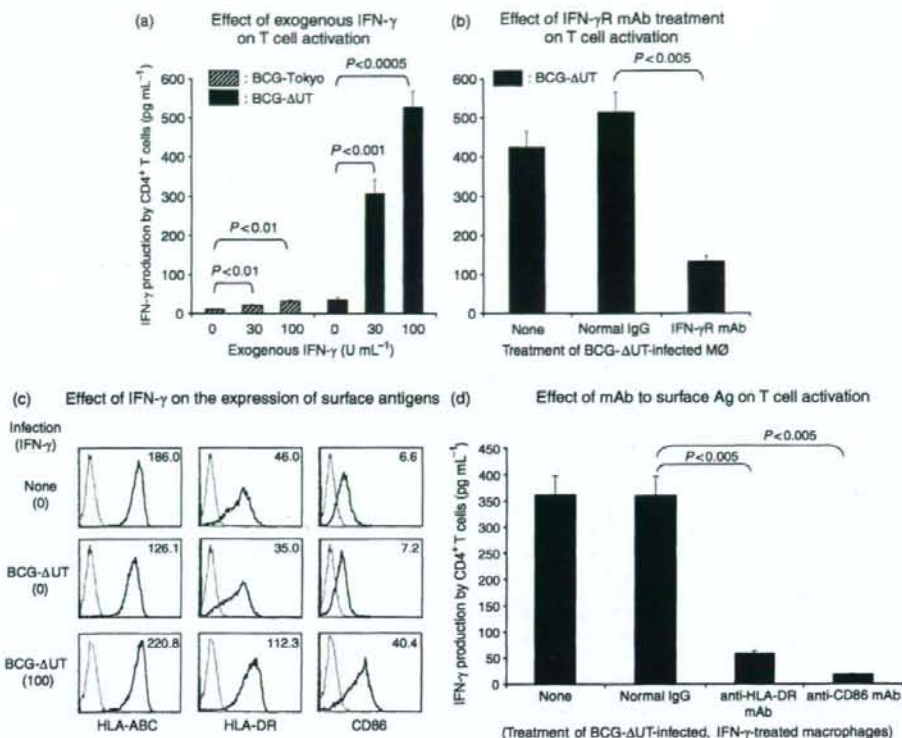 (a) Effect of exogenous IFN-γ
on T cell activation
P<0.0005
: BCG-Tokyo
: BCG-ΔUT
P<0.001
P<0.01
P<0.01
IFN-γ production by CD4⁺ T cells (pg mL⁻¹)
600
500
400
300
200
100
0
0 30 100 0 30 100
Exogenous IFN-γ (U mL⁻¹)
(b) Effect of IFN-γR mAb treatment
on T cell activation
P<0.005
: BCG-ΔUT
600
500
400
300
200
100
0
None Normal IgG IFN-γR mAb
Treatment of BCG-ΔUT-infected MØ
(c) Effect of IFN-γ on the expression of surface antigens
Infection
(IFN-γ)
None
(0)
186.0 46.0 6.6
BCG-ΔUT
(0)
126.1 35.0 7.2
BCG-ΔUT
(100)
220.8 112.3 40.4
HLA-ABC HLA-DR CD86
(d) Effect of mAb to surface Ag on T cell activation
P<0.005
P<0.005
IFN-γ production by CD4⁺ T cells (pg mL⁻¹)
400
350
300
250
200
150
100
50
0
None Normal IgG anti-HLA-DR mAb anti-CD86 mAb
(Treatment of BCG-ΔUT-infected, IFN-γ-treated macrophages)